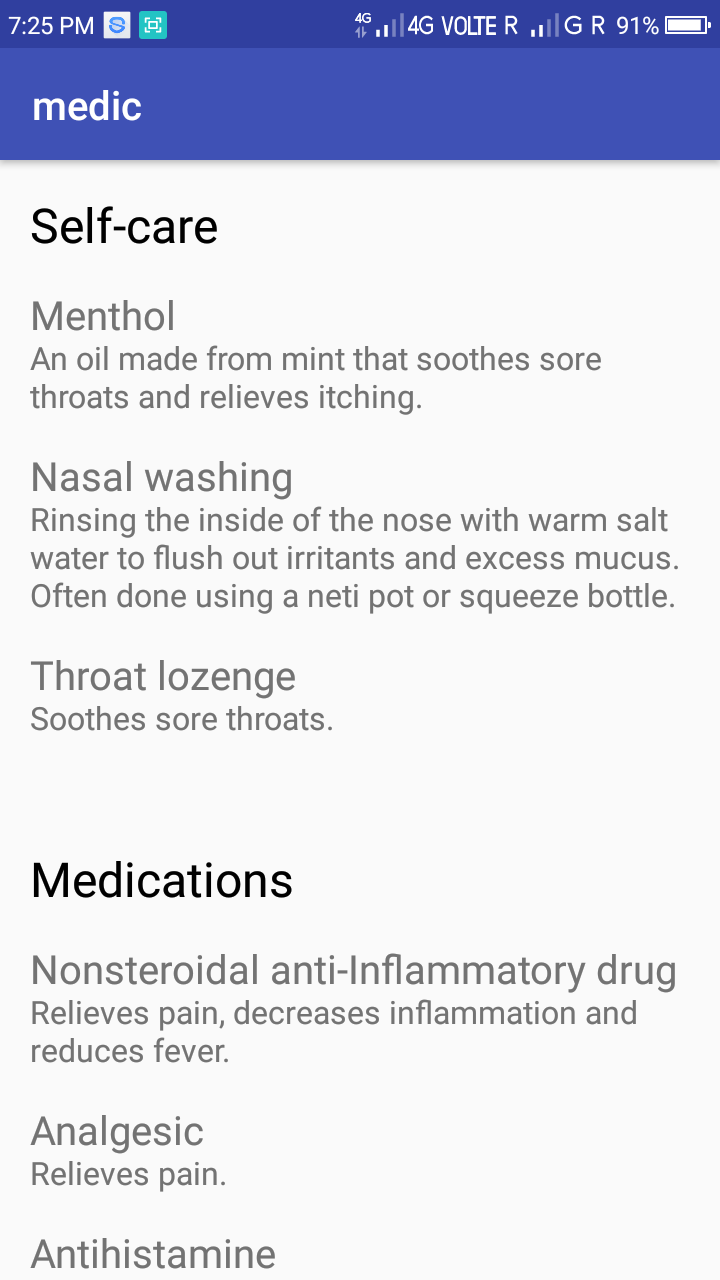 7:25 PM 4G 4G VOLTE R G R 91%
medic
Self-care
Menthol
An oil made from mint that soothes sore
throats and relieves itching.
Nasal washing
Rinsing the inside of the nose with warm salt
water to flush out irritants and excess mucus.
Often done using a neti pot or squeeze bottle.
Throat lozenge
Soothes sore throats.
Medications
Nonsteroidal anti-Inflammatory drug
Relieves pain, decreases inflammation and
reduces fever.
Analgesic
Relieves pain.
Antihistamine